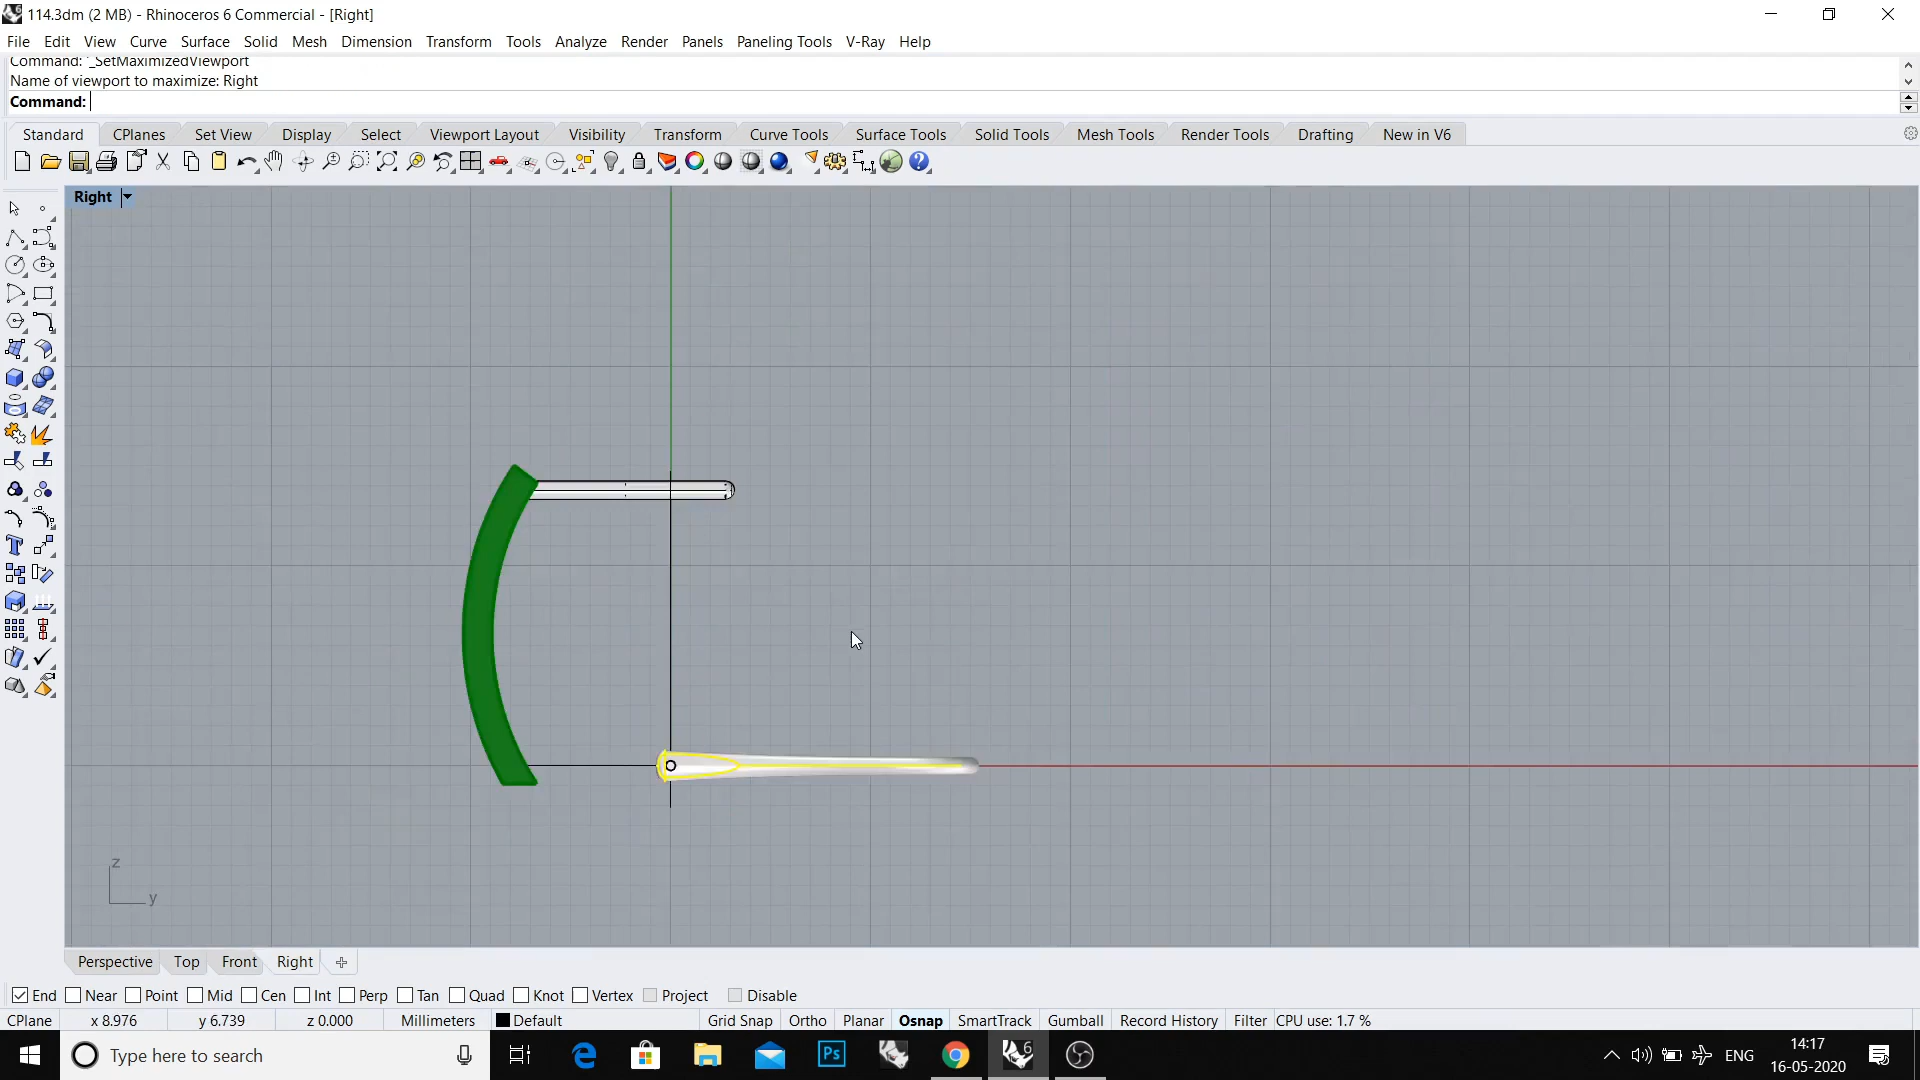 114.3dm (2 MB) - Rhinoceros 6 Commercial - [Right]
File Edit View Curve Surface Solid Mesh Dimension Transform Tools Analyze Render Panels Paneling Tools V-Ray Help
Command: '_SetMaximizedViewport
Name of viewport to maximize: Right
Command:
Standard CPlanes Set View Display Select Viewport Layout Visibility Transform Curve Tools Surface Tools Solid Tools Mesh Tools Render Tools Drafting New in V6
Right
z
y
Perspective Top Front Right
End Near Point Mid Cen Int Perp Tan Quad Knot Vertex Project Disable
CPlane x 8.976 y 6.739 z 0.000 Millimeters Default Grid Snap Ortho Planar Osnap SmartTrack Gumball Record History Filter CPU use: 1.7 %
Type here to search
Ps
6
ENG
14:17
16-05-2020